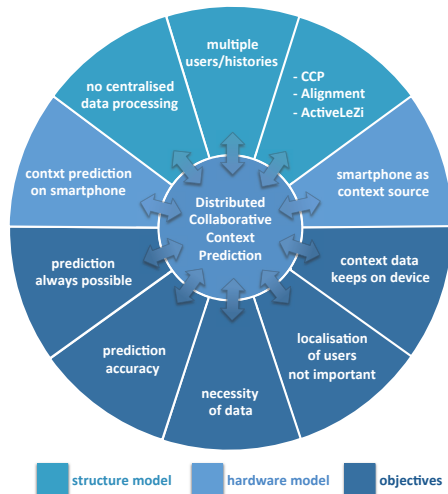 multiple
users/histories
- CCP
- Alignment
- ActiveLeZi
no centralised
data processing
contxt prediction
on smartphone
smartphone as
context source
Distributed
Collaborative
Context
Prediction
prediction
always possible
context data
keeps on device
prediction
accuracy
necessity
of data
localisation
of users
not important
structure model
hardware model
objectives